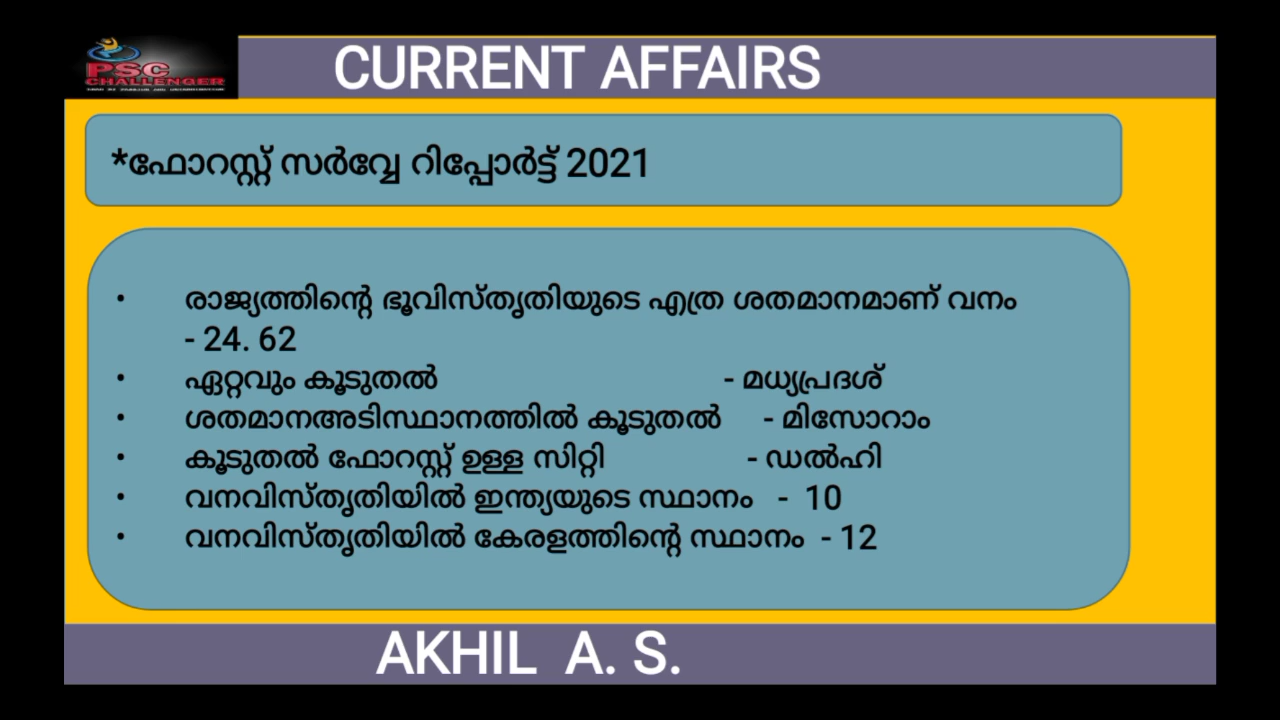 PSC
CHALLENGER
CURRENT AFFAIRS
*ഫോറസ്റ്റ് സർവ്വേ റിപ്പോർട്ട് 2021
• രാജ്യത്തിന്റെ ഭൂവിസ്തൃതിയുടെ എത്ര ശതമാനമാണ് വനം
- 24. 62
• ഏറ്റവും കൂടുതൽ - മധ്യപ്രദശ്
• ശതമാനഅടിസ്ഥാനത്തിൽ കൂടുതൽ - മിസോറാം
• കൂടുതൽ ഫോറസ്റ്റ് ഉള്ള സിറ്റി - ഡൽഹി
• വനവിസ്തൃതിയിൽ ഇന്ത്യയുടെ സ്ഥാനം - 10
• വനവിസ്തൃതിയിൽ കേരളത്തിന്റെ സ്ഥാനം - 12
AKHIL A. S.